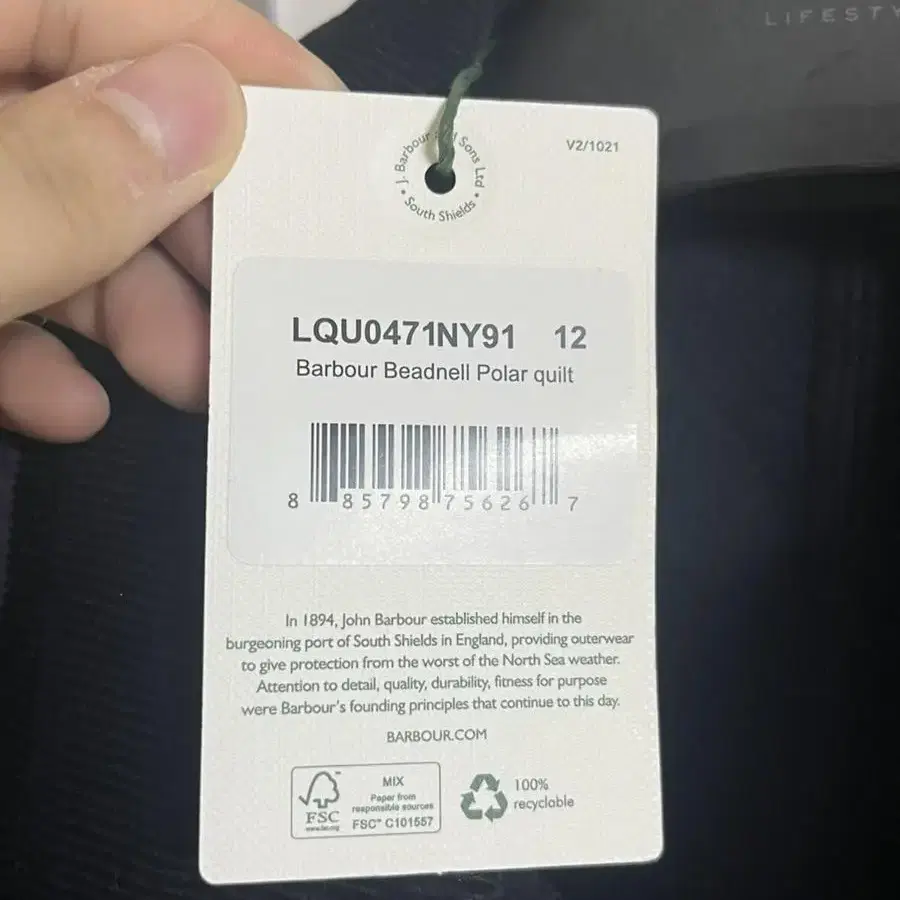 LIFESTY
J. Barbour and Sons Ltd • South Shields •
V2/1021
LQU0471NY91 12
Barbour Beadnell Polar quilt
8 85798 75626 7
In 1894, John Barbour established himself in the
burgeoning port of South Shields in England, providing outerwear
to give protection from the worst of the North Sea weather.
Attention to detail, quality, durability, fitness for purpose
were Barbour's founding principles that continue to this day.
BARBOUR.COM
FSC
www.fsc.org
MIX
Paper from
responsible sources
FSC® C101557
100%
recyclable